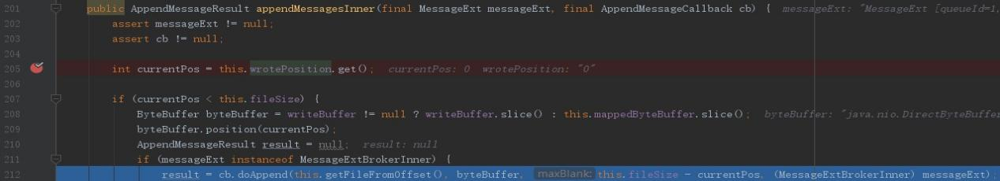 201 public AppendMessageResult appendMessagesInner(final MessageExt messageExt, final AppendMessageCallback cb) { messageExt: "MessageExt [queueId=1,
202 assert messageExt != null;
203 assert cb != null;
204
205 int currentPos = this.wrotePosition.get(); currentPos: 0 wrotePosition: "0"
206
207 if (currentPos < this.fileSize) {
208 ByteBuffer byteBuffer = writeBuffer != null ? writeBuffer.slice() : this.mappedByteBuffer.slice(); byteBuffer: "java.nio.DirectByteBuffer
209 byteBuffer.position(currentPos);
210 AppendMessageResult result = null; result: null
211 if (messageExt instanceof MessageExtBrokerInner) {
212 result = cb.doAppend(this.getFileFromOffset(), byteBuffer, maxBlank: this.fileSize - currentPos, (MessageExtBrokerInner) messageExt);